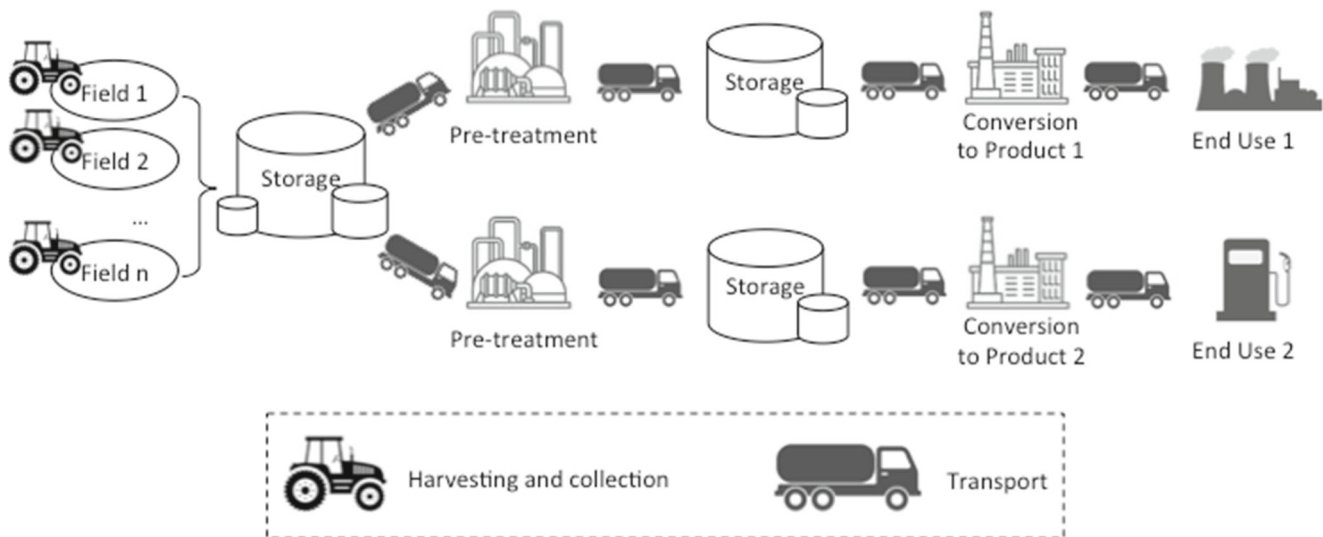 Field 1
Field 2
...
Field n
Storage
Pre-treatment
Storage
Conversion
to Product 1
End Use 1
Pre-treatment
Storage
Conversion
to Product 2
End Use 2
Harvesting and collection
Transport